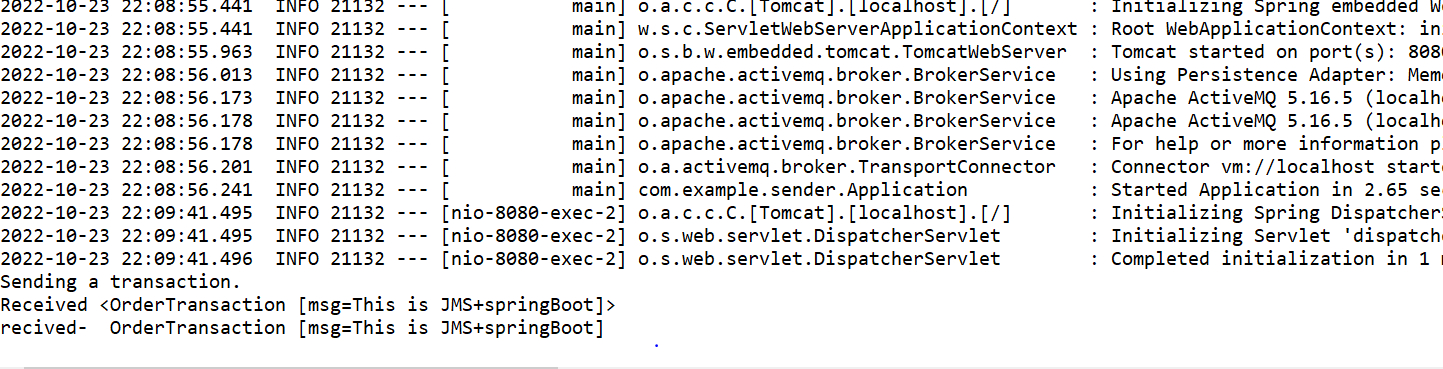 2022-10-23 22:08:55.441  INFO 21132 --- [           main] o.a.c.c.C.[Tomcat].[localhost].[/]       : Initializing Spring embedded W
2022-10-23 22:08:55.441  INFO 21132 --- [           main] w.s.c.ServletWebServerApplicationContext : Root WebApplicationContext: in
2022-10-23 22:08:55.963  INFO 21132 --- [           main] o.s.b.w.embedded.tomcat.TomcatWebServer  : Tomcat started on port(s): 808
2022-10-23 22:08:56.013  INFO 21132 --- [           main] o.apache.activemq.broker.BrokerService   : Using Persistence Adapter: Mem
2022-10-23 22:08:56.173  INFO 21132 --- [           main] o.apache.activemq.broker.BrokerService   : Apache ActiveMQ 5.16.5 (localh
2022-10-23 22:08:56.178  INFO 21132 --- [           main] o.apache.activemq.broker.BrokerService   : Apache ActiveMQ 5.16.5 (localh
2022-10-23 22:08:56.178  INFO 21132 --- [           main] o.apache.activemq.broker.BrokerService   : For help or more information p
2022-10-23 22:08:56.201  INFO 21132 --- [           main] o.a.activemq.broker.TransportConnector   : Connector vm://localhost start
2022-10-23 22:08:56.241  INFO 21132 --- [           main] com.example.sender.Application           : Started Application in 2.65 se
2022-10-23 22:09:41.495  INFO 21132 --- [nio-8080-exec-2] o.a.c.c.C.[Tomcat].[localhost].[/]       : Initializing Spring Dispatcher
2022-10-23 22:09:41.495  INFO 21132 --- [nio-8080-exec-2] o.s.web.servlet.DispatcherServlet        : Initializing Servlet 'dispatch
2022-10-23 22:09:41.496  INFO 21132 --- [nio-8080-exec-2] o.s.web.servlet.DispatcherServlet        : Completed initialization in 1
Sending a transaction.
Received <OrderTransaction [msg=This is JMS+springBoot]>
recived-  OrderTransaction [msg=This is JMS+springBoot]